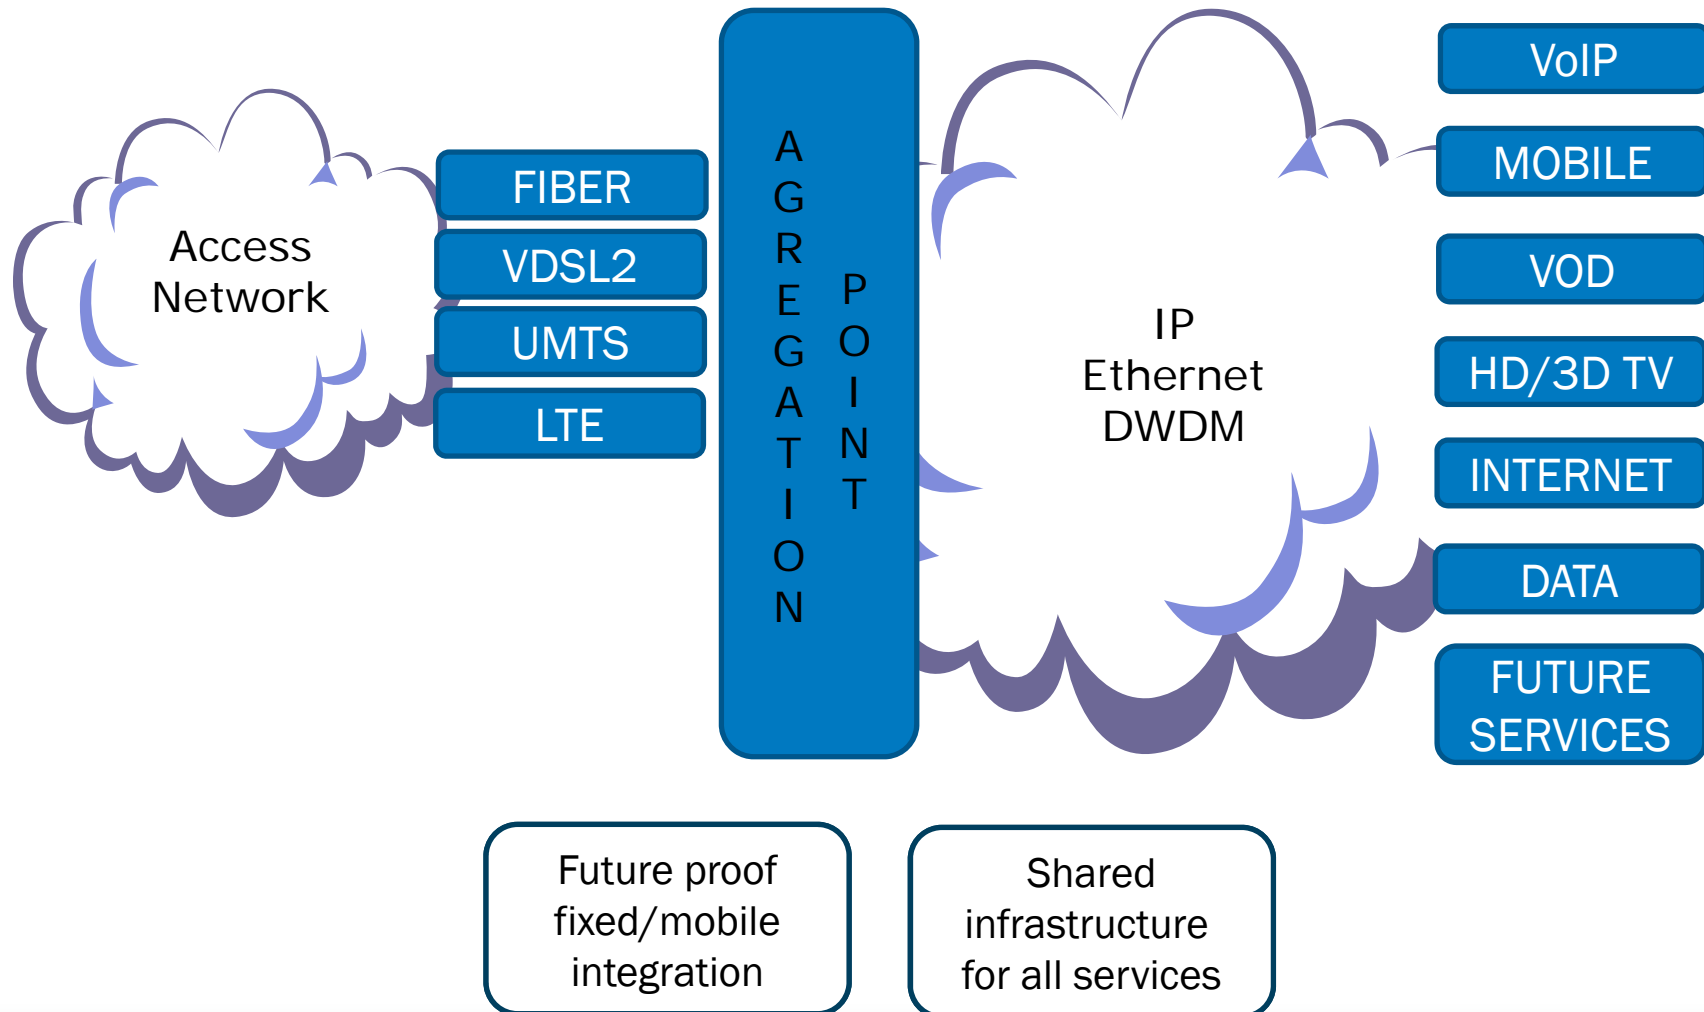 Access
Network
FIBER
VDSL2
UMTS
LTE
AGREGATION
POINT
IP
Ethernet
DWDM
VoIP
MOBILE
VOD
HD/3D TV
INTERNET
DATA
FUTURE
SERVICES
Future proof
fixed/mobile
integration
Shared
infrastructure
for all services